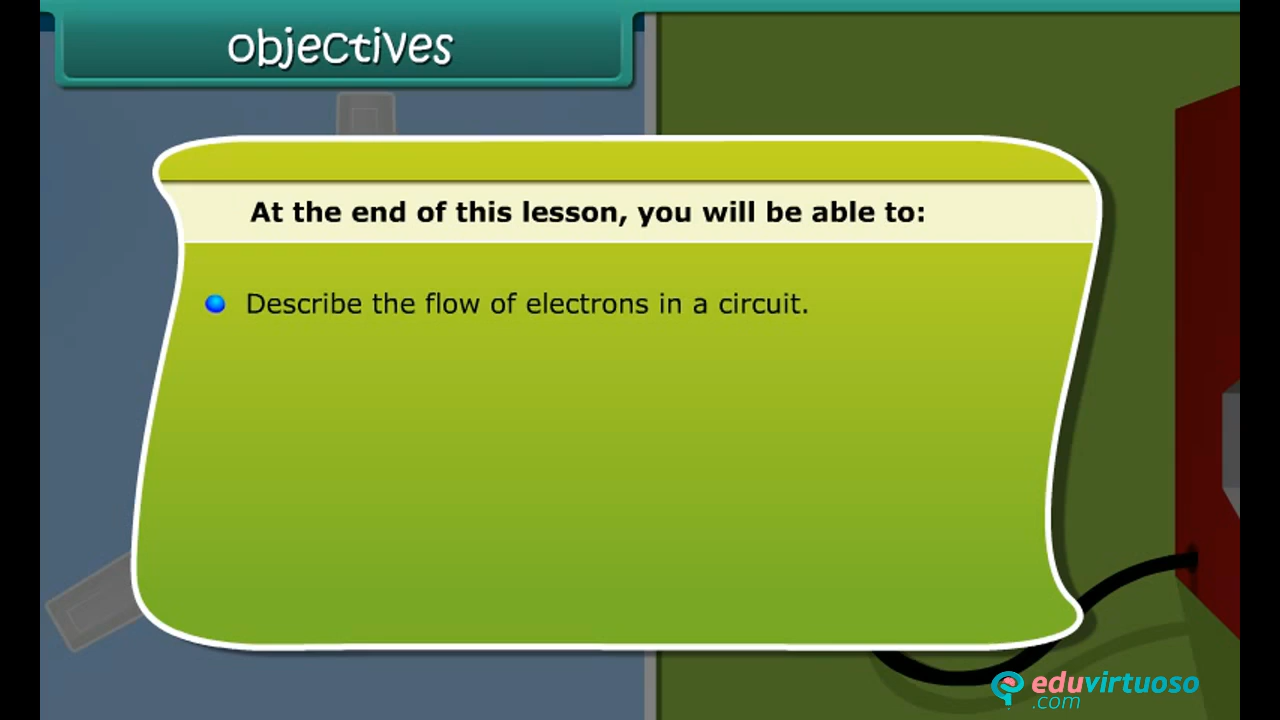 objectives
At the end of this lesson, you will be able to:
Describe the flow of electrons in a circuit.
eduvirtuoso
.com